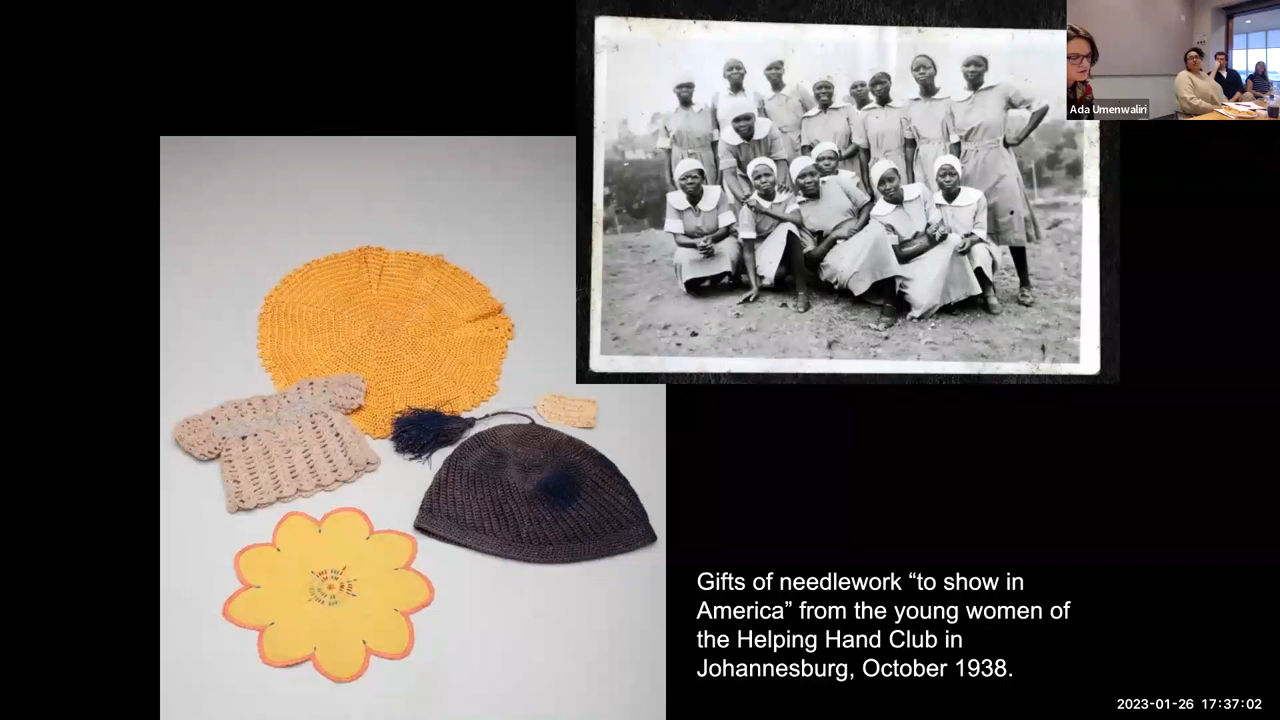 Ada Umenwaliri
Gifts of needlework “to show in
America” from the young women of
the Helping Hand Club in
Johannesburg, October 1938.
2023-01-26 17:37:02